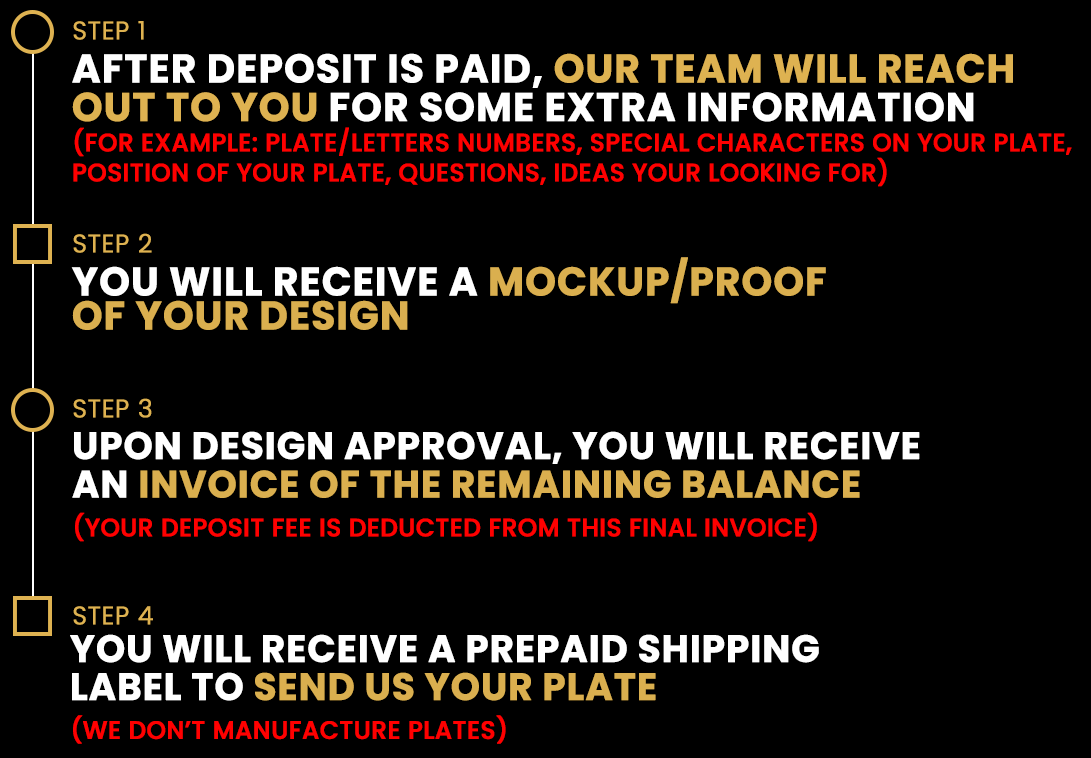 STEP 1
AFTER DEPOSIT IS PAID, OUR TEAM WILL REACH
OUT TO YOU FOR SOME EXTRA INFORMATION
(FOR EXAMPLE: PLATE/LETTERS NUMBERS, SPECIAL CHARACTERS ON YOUR PLATE,
POSITION OF YOUR PLATE, QUESTIONS, IDEAS YOUR LOOKING FOR)
STEP 2
YOU WILL RECEIVE A MOCKUP/PROOF
OF YOUR DESIGN
STEP 3
UPON DESIGN APPROVAL, YOU WILL RECEIVE
AN INVOICE OF THE REMAINING BALANCE
(YOUR DEPOSIT FEE IS DEDUCTED FROM THIS FINAL INVOICE)
STEP 4
YOU WILL RECEIVE A PREPAID SHIPPING
LABEL TO SEND US YOUR PLATE
(WE DON'T MANUFACTURE PLATES)